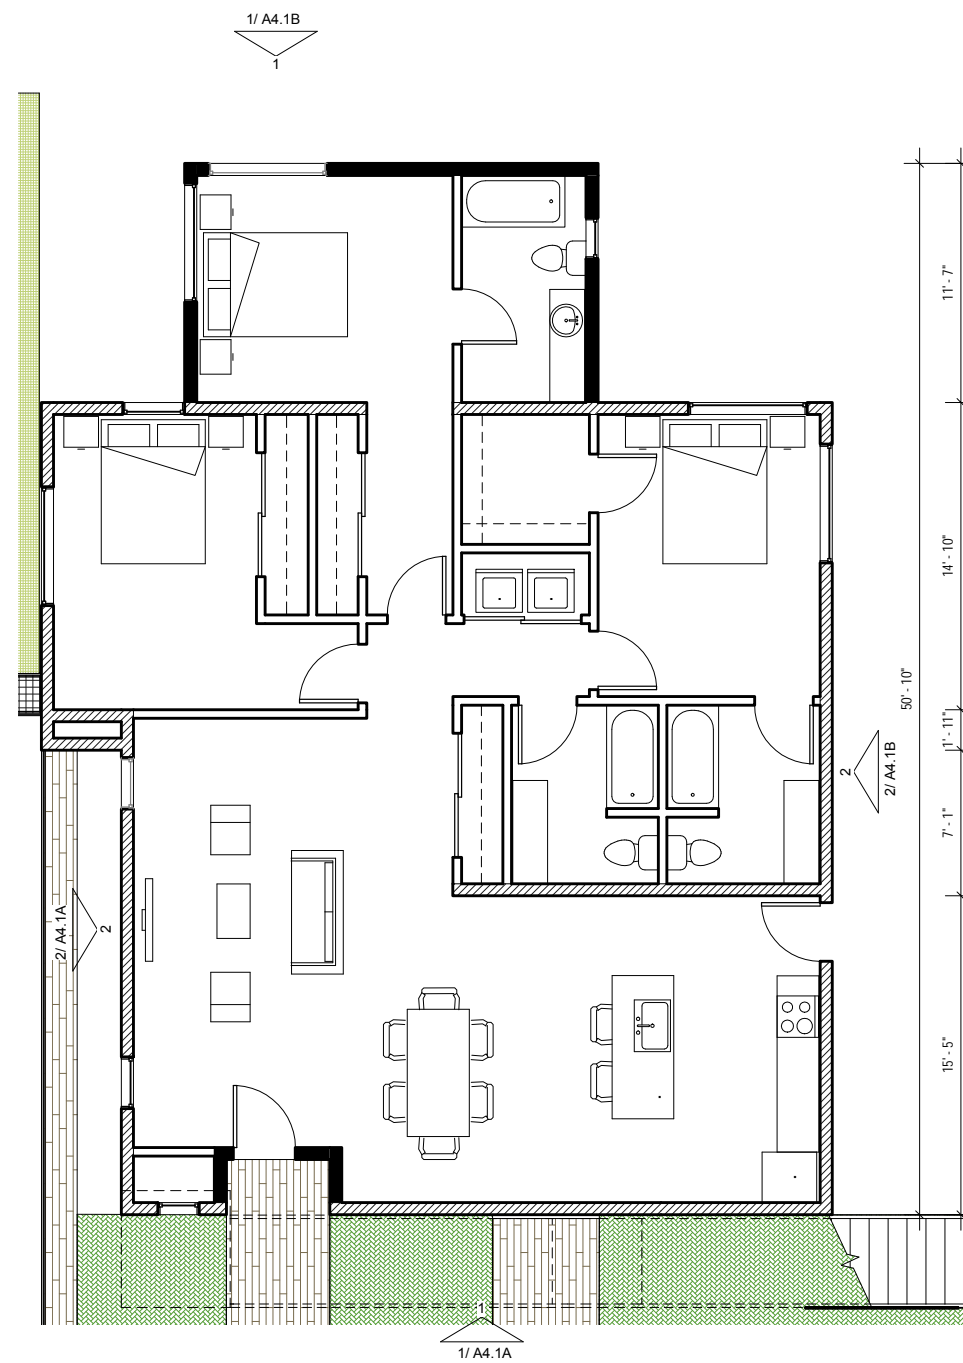 1/ A4.1B
1
11' - 7"
14' - 10"
50' - 10"
1' - 11"
2
2/ A4.1B
7' - 1"
2/ A4.1A
2
15' - 5"
1
1/ A4.1A